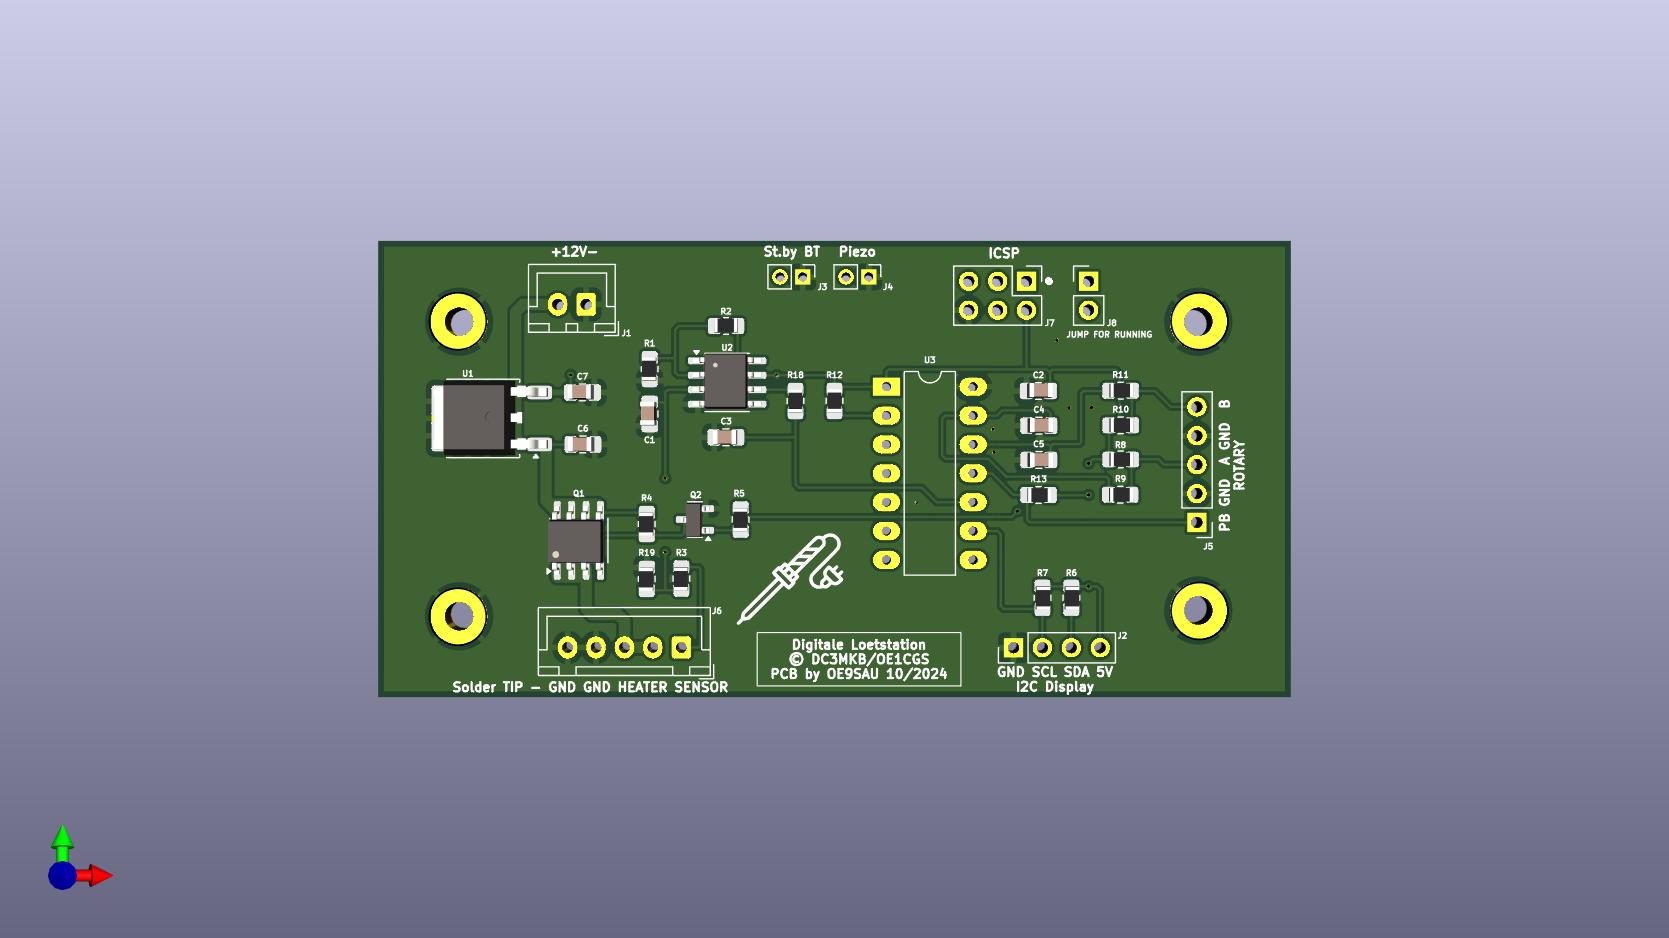 +12V-
St.by BT
Piezo
ICSP
J3
J4
J7
J8
JUMP FOR RUNNING
J1
R2
R1
U2
U3
U1
C7
R18
R12
C2
R11
B
C6
C1
C3
C4
R10
C5
R8
A GND
ROTARY
R13
R9
PB GND
Q1
R4
Q2
R5
J5
R19
R3
R7
R6
J6
J2
Digitale Loetstation
© DC3MKB/OE1CGS
PCB by OE9SAU 10/2024
GND SCL SDA 5V
I2C Display
Solder TIP - GND GND HEATER SENSOR